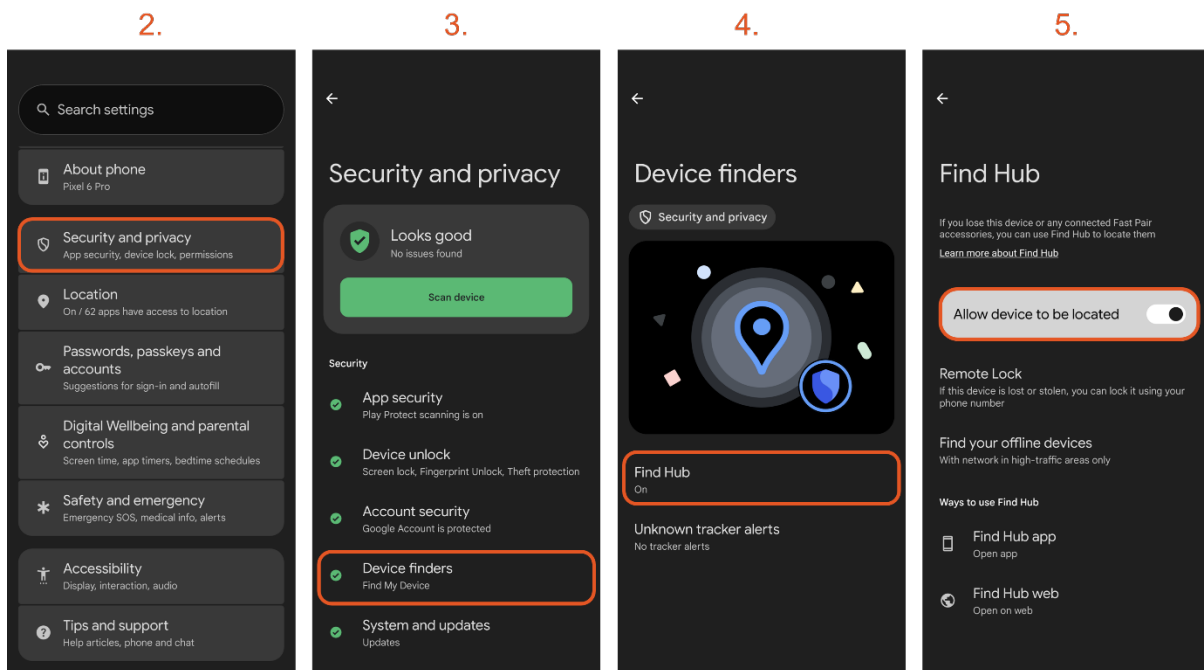 2.
Search settings
About phone
Pixel 6 Pro
Security and privacy
App security, device lock, permissions
Location
On / 62 apps have access to location
Passwords, passkeys and
accounts
Suggestions for sign-in and autofill
Digital Wellbeing and parental
controls
Screen time, app timers, bedtime schedules
Safety and emergency
Emergency SOS, medical info, alerts
Accessibility
Display, interaction, audio
Tips and support
Help articles, phone and chat
3.
Security and privacy
Looks good
No issues found
Scan device
Security
App security
Play Protect scanning is on
Device unlock
Screen lock, Fingerprint Unlock, Theft protection
Account security
Google Account is protected
Device finders
Find My Device
System and updates
Updates
4.
Device finders
Security and privacy
Find Hub
On
Unknown tracker alerts
No tracker alerts
5.
Find Hub
If you lose this device or any connected Fast Pair
accessories, you can use Find Hub to locate them
Learn more about Find Hub
Allow device to be located
Remote Lock
If this device is lost or stolen, you can lock it using your
phone number
Find your offline devices
With network in high-traffic areas only
Ways to use Find Hub
Find Hub app
Open app
Find Hub web
Open on web